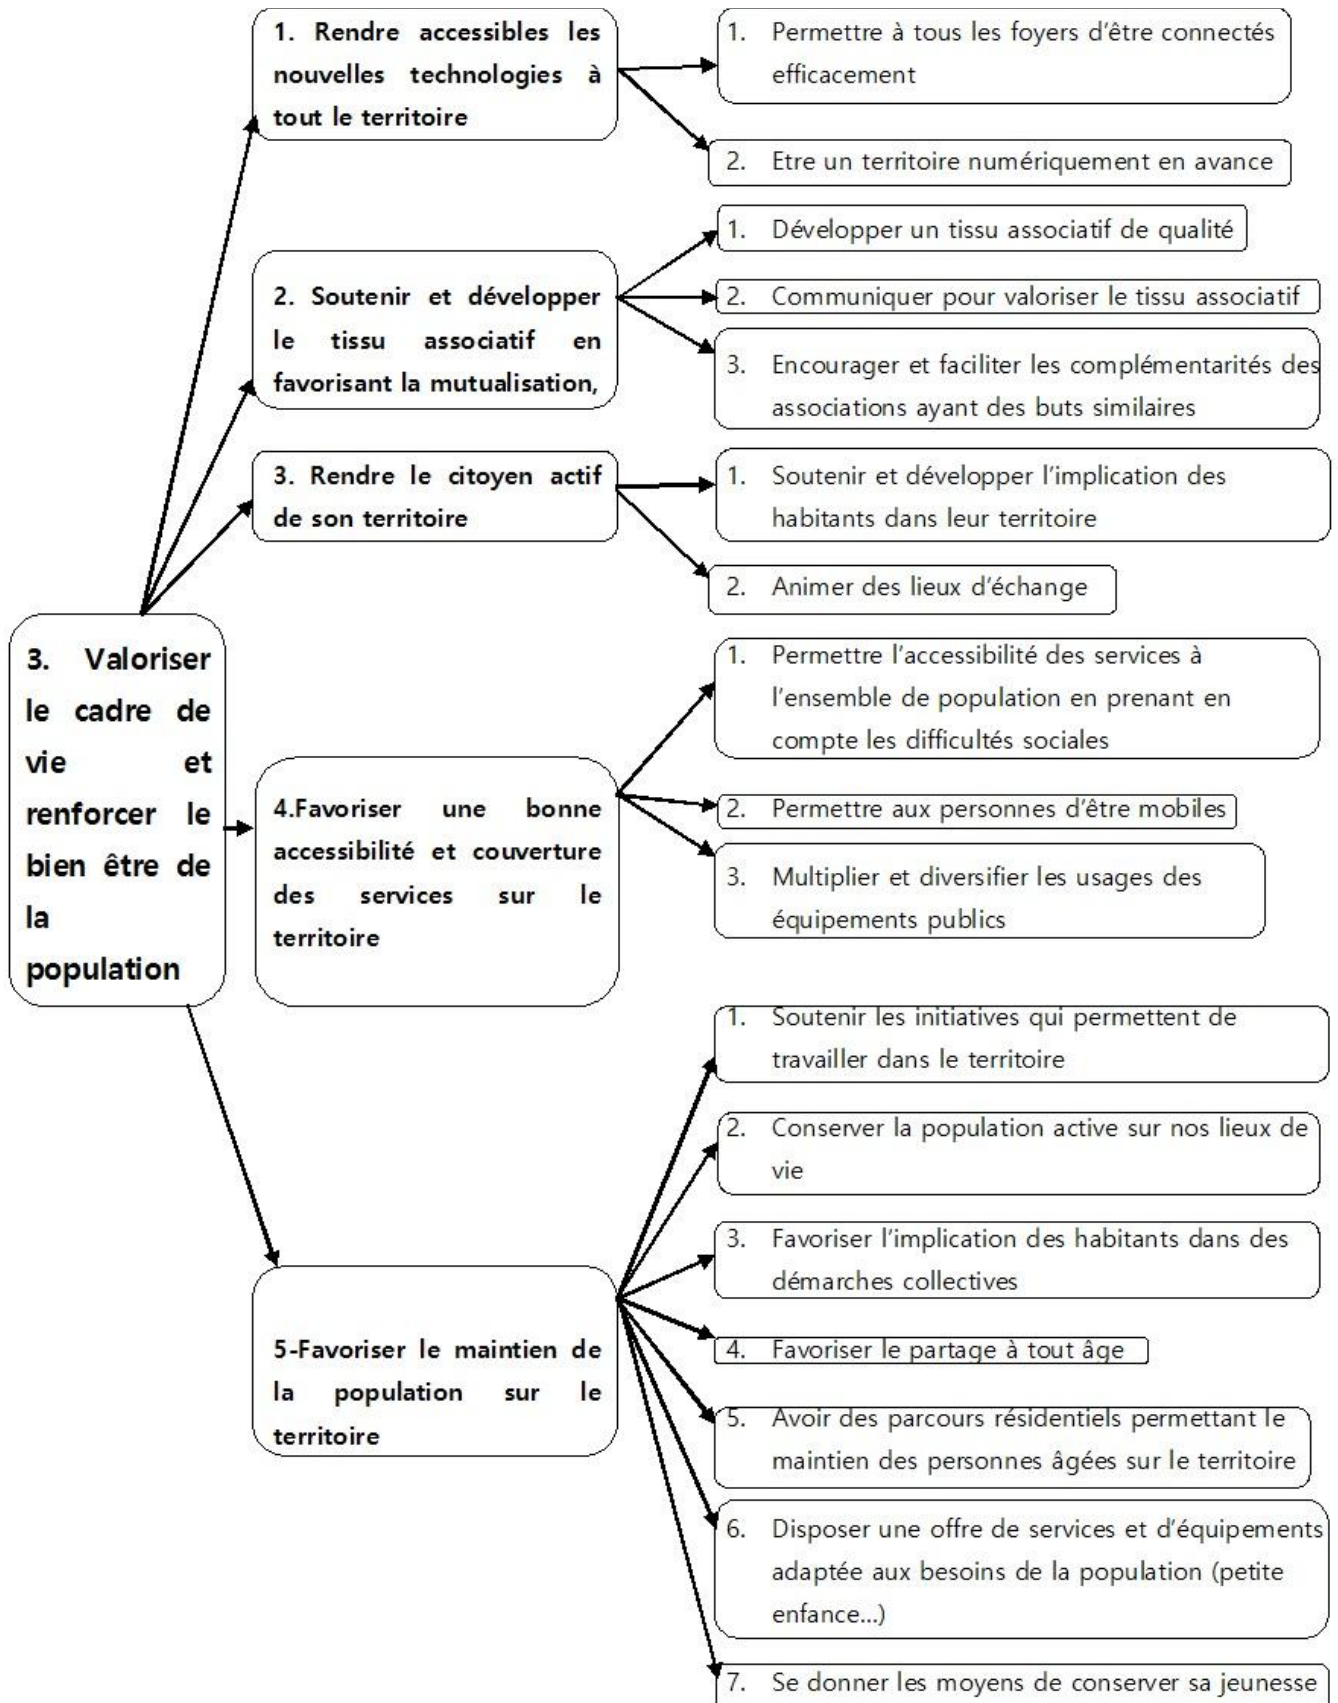 3. Valoriser
le cadre de
vie et
renforcer le
bien être de
la
population
1. Rendre accessibles les
nouvelles technologies à
tout le territoire
1. Permettre à tous les foyers d'être connectés
efficacement
2. Etre un territoire numériquement en avance
2. Soutenir et développer
le tissu associatif en
favorisant la mutualisation,
1. Développer un tissu associatif de qualité
2. Communiquer pour valoriser le tissu associatif
3. Encourager et faciliter les complémentarités des
associations ayant des buts similaires
3. Rendre le citoyen actif
de son territoire
1. Soutenir et développer l'implication des
habitants dans leur territoire
2. Animer des lieux d'échange
4.Favoriser une bonne
accessibilité et couverture
des services sur le
territoire
1. Permettre l'accessibilité des services à
l'ensemble de population en prenant en
compte les difficultés sociales
2. Permettre aux personnes d'être mobiles
3. Multiplier et diversifier les usages des
équipements publics
5-Favoriser le maintien de
la population sur le
territoire
1. Soutenir les initiatives qui permettent de
travailler dans le territoire
2. Conserver la population active sur nos lieux de
vie
3. Favoriser l'implication des habitants dans des
démarches collectives
4. Favoriser le partage à tout âge
5. Avoir des parcours résidentiels permettant le
maintien des personnes âgées sur le territoire
6. Disposer une offre de services et d'équipements
adaptée aux besoins de la population (petite
enfance...)
7. Se donner les moyens de conserver sa jeunesse